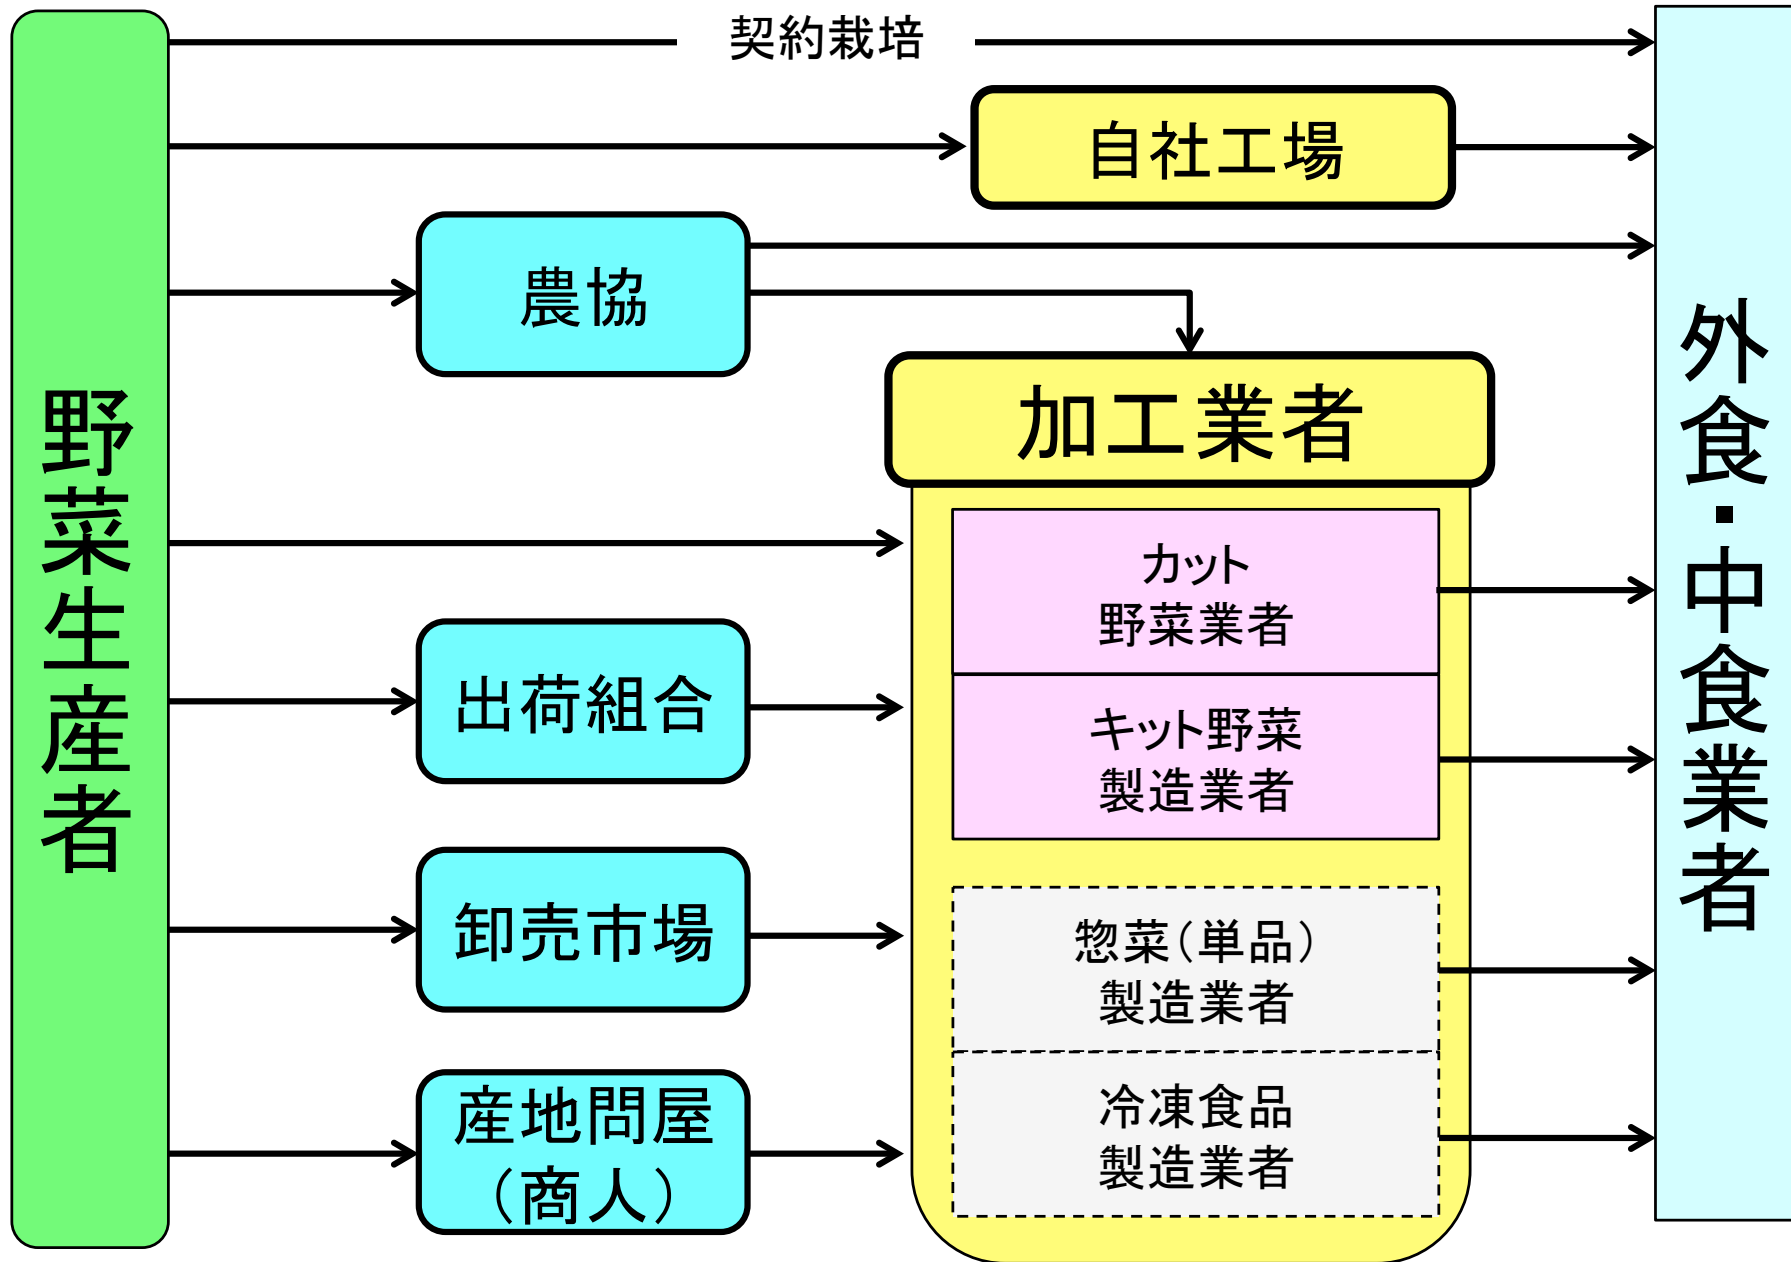 契約栽培
自社工場
農協
野菜生産者
外食・中食業者
加工業者
カット
野菜業者
出荷組合
キット野菜
製造業者
卸売市場
惣菜（単品）
製造業者
産地問屋
（商人）
冷凍食品
製造業者